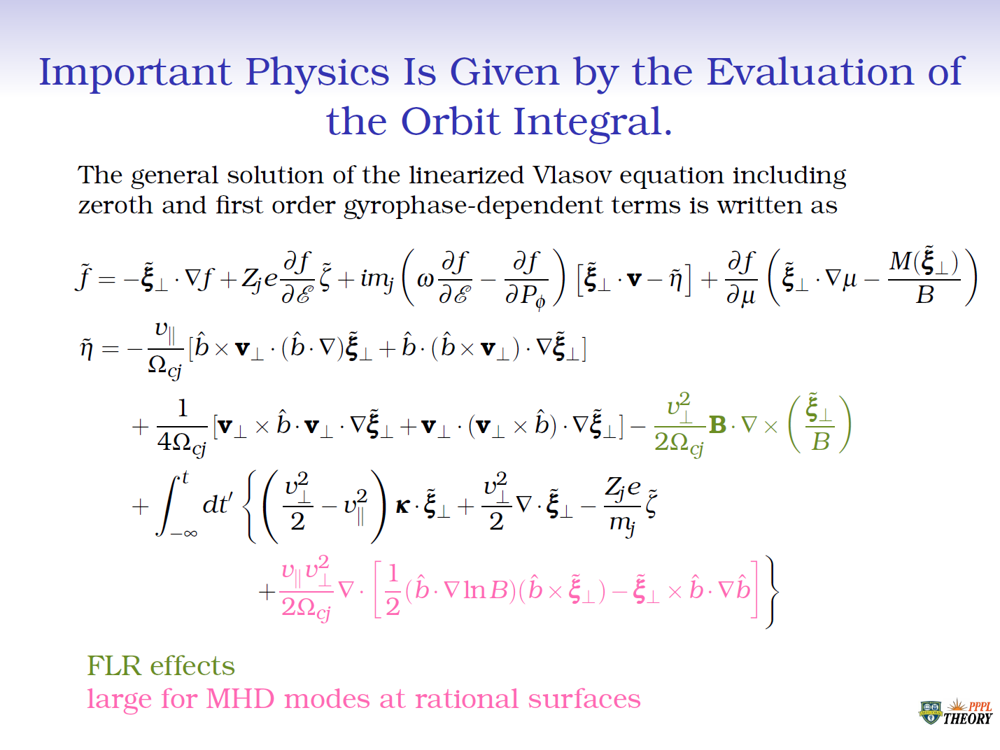 Important Physics Is Given by the Evaluation of
the Orbit Integral.
The general solution of the linearized Vlasov equation including
zeroth and first order gyrophase-dependent terms is written as
$\tilde{f} = -\tilde{\boldsymbol{\xi}}_\perp \cdot \nabla f + Z_j e \frac{\partial f}{\partial \mathscr{E}} \tilde{\zeta} + i m_j \left( \omega \frac{\partial f}{\partial \mathscr{E}} - \frac{\partial f}{\partial P_\phi} \right) \left[ \tilde{\boldsymbol{\xi}}_\perp \cdot \mathbf{v} - \tilde{\eta} \right] + \frac{\partial f}{\partial \mu} \left( \tilde{\boldsymbol{\xi}}_\perp \cdot \nabla \mu - \frac{M(\tilde{\boldsymbol{\xi}}_\perp)}{B} \right)$
$\tilde{\eta} = -\frac{v_\parallel}{\Omega_{cj}} [\hat{b} \times \mathbf{v}_\perp \cdot (\hat{b} \cdot \nabla) \tilde{\boldsymbol{\xi}}_\perp + \hat{b} \cdot (\hat{b} \times \mathbf{v}_\perp) \cdot \nabla \tilde{\boldsymbol{\xi}}_\perp]$
$+ \frac{1}{4\Omega_{cj}} [\mathbf{v}_\perp \times \hat{b} \cdot \mathbf{v}_\perp \cdot \nabla \tilde{\boldsymbol{\xi}}_\perp + \mathbf{v}_\perp \cdot (\mathbf{v}_\perp \times \hat{b}) \cdot \nabla \tilde{\boldsymbol{\xi}}_\perp] - \frac{v_\perp^2}{2\Omega_{cj}} \mathbf{B} \cdot \nabla \times \left( \frac{\tilde{\boldsymbol{\xi}}_\perp}{B} \right)$
$+ \int_{-\infty}^{t} dt' \left\{ \left( \frac{v_\perp^2}{2} - v_\parallel^2 \right) \boldsymbol{\kappa} \cdot \tilde{\boldsymbol{\xi}}_\perp + \frac{v_\perp^2}{2} \nabla \cdot \tilde{\boldsymbol{\xi}}_\perp - \frac{Z_j e}{m_j} \tilde{\zeta} \right.$
$\left. + \frac{v_\parallel v_\perp^2}{2\Omega_{cj}} \nabla \cdot \left[ \frac{1}{2} (\hat{b} \cdot \nabla \ln B)(\hat{b} \times \tilde{\boldsymbol{\xi}}_\perp) - \tilde{\boldsymbol{\xi}}_\perp \times \hat{b} \cdot \nabla \hat{b} \right] \right\}$
FLR effects
large for MHD modes at rational surfaces
PPPL
THEORY